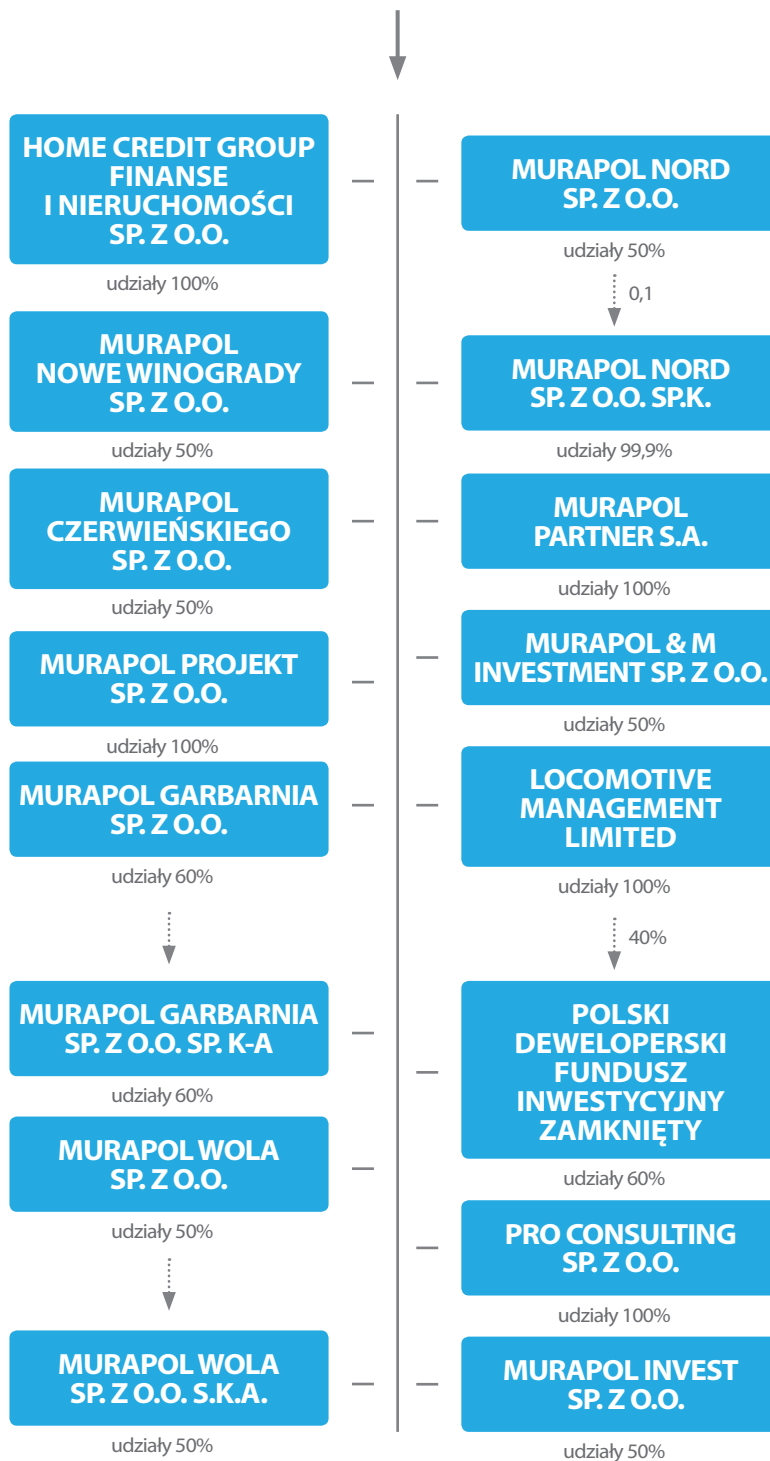 HOME CREDIT GROUP
FINANSE
I NIERUCHOMOŚCI
SP. Z O.O.
udziały 100%
MURAPOL
NOWE WINOGRADY
SP. Z O.O.
udziały 50%
MURAPOL
CZERWIEŃSKIEGO
SP. Z O.O.
udziały 50%
MURAPOL PROJEKT
SP. Z O.O.
udziały 100%
MURAPOL GARBARNIA
SP. Z O.O.
udziały 60%
MURAPOL GARBARNIA
SP. Z O.O. SP. K-A
udziały 60%
MURAPOL WOLA
SP. Z O.O.
udziały 50%
MURAPOL WOLA
SP. Z O.O. S.K.A.
udziały 50%
MURAPOL NORD
SP. Z O.O.
udziały 50%
0,1
MURAPOL NORD
SP. Z O.O. SP.K.
udziały 99,9%
MURAPOL
PARTNER S.A.
udziały 100%
MURAPOL & M
INVESTMENT SP. Z O.O.
udziały 50%
LOCOMOTIVE
MANAGEMENT
LIMITED
udziały 100%
40%
POLSKI
DEWELOPERSKI
FUNDUSZ
INWESTYCYJNY
ZAMKNIĘTY
udziały 60%
PRO CONSULTING
SP. Z O.O.
udziały 100%
MURAPOL INVEST
SP. Z O.O.
udziały 50%